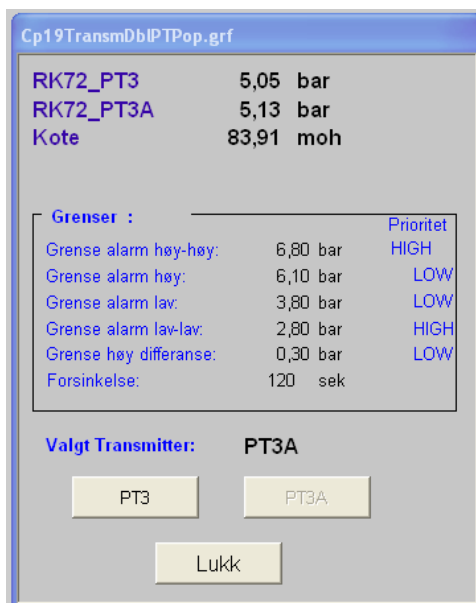 Cp19TransmDblPTPop.grf
RK72_PT3 5,05 bar
RK72_PT3A 5,13 bar
Kote 83,91 moh
Grenser :
Prioritet
Grense alarm høy-høy: 6,80 bar HIGH
Grense alarm høy: 6,10 bar LOW
Grense alarm lav: 3,80 bar LOW
Grense alarm lav-lav: 2,80 bar HIGH
Grense høy differanse: 0,30 bar LOW
Forsinkelse: 120 sek
Valgt Transmitter: PT3A
PT3 PT3A
Lukk